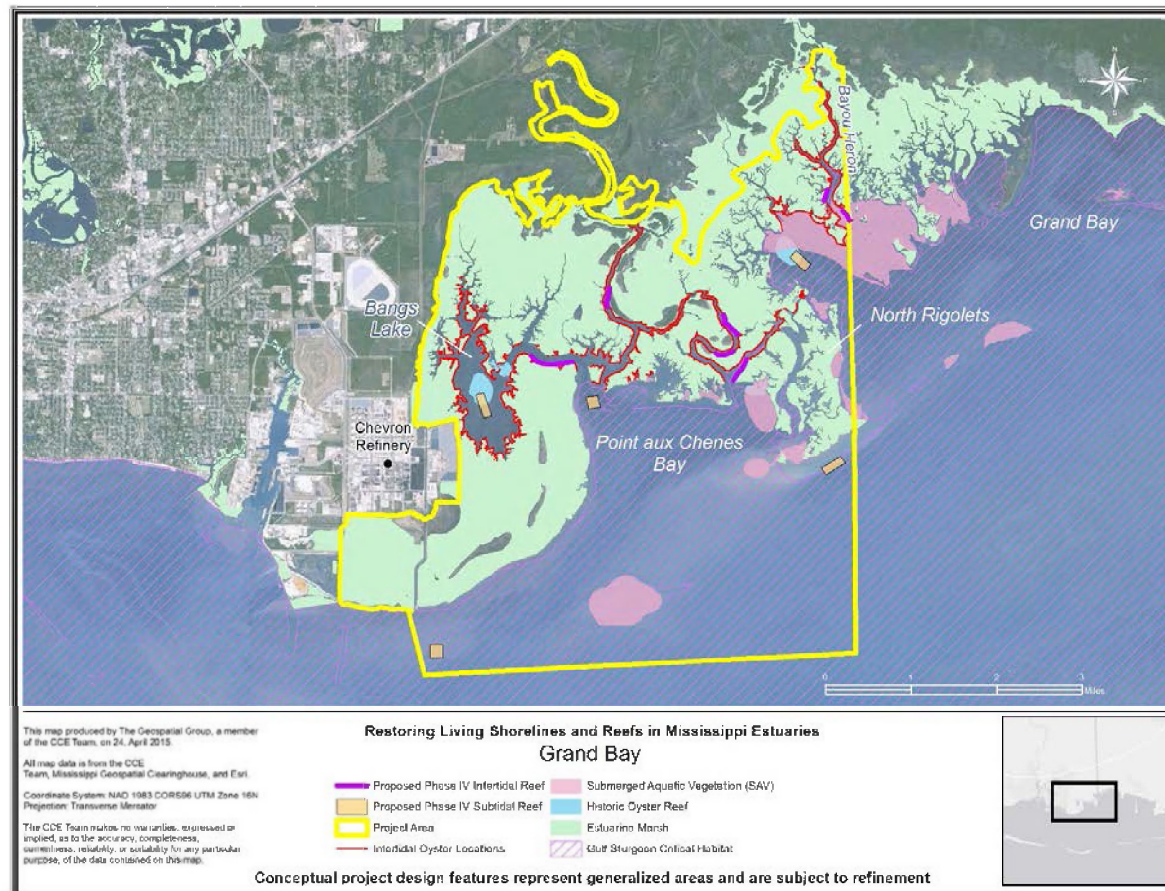 N
W
E
S
Bayou Heron
Grand Bay
North Rigolets
Bangs
Lake
Chevron
Refinery
Point aux Chenes
Bay
0
1
2
3
Miles
This map produced by The Geospatial Group, a member
of the CCE Team, on 24, April 2015.
All map data is from the CCE
Team, Mississippi Geospatial Clearinghouse, and Esri.
Coordinate System: NAD 1983 CORS96 UTM Zone 16N
Projection: Transverse Mercator
The CCE Team makes no warranties, expressed or
implied, as to the accuracy, completeness,
currentness, reliability, or suitability for any particular
purpose, of the data contained on this map.
Restoring Living Shorelines and Reefs in Mississippi Estuaries
Grand Bay
Proposed Phase IV Intertidal Reef
Proposed Phase IV Subtidal Reef
Project Area
Intertidal Oyster Locations
Submerged Aquatic Vegetation (SAV)
Historic Oyster Reef
Estuarine Marsh
Gulf Sturgeon Critical Habitat
Conceptual project design features represent generalized areas and are subject to refinement